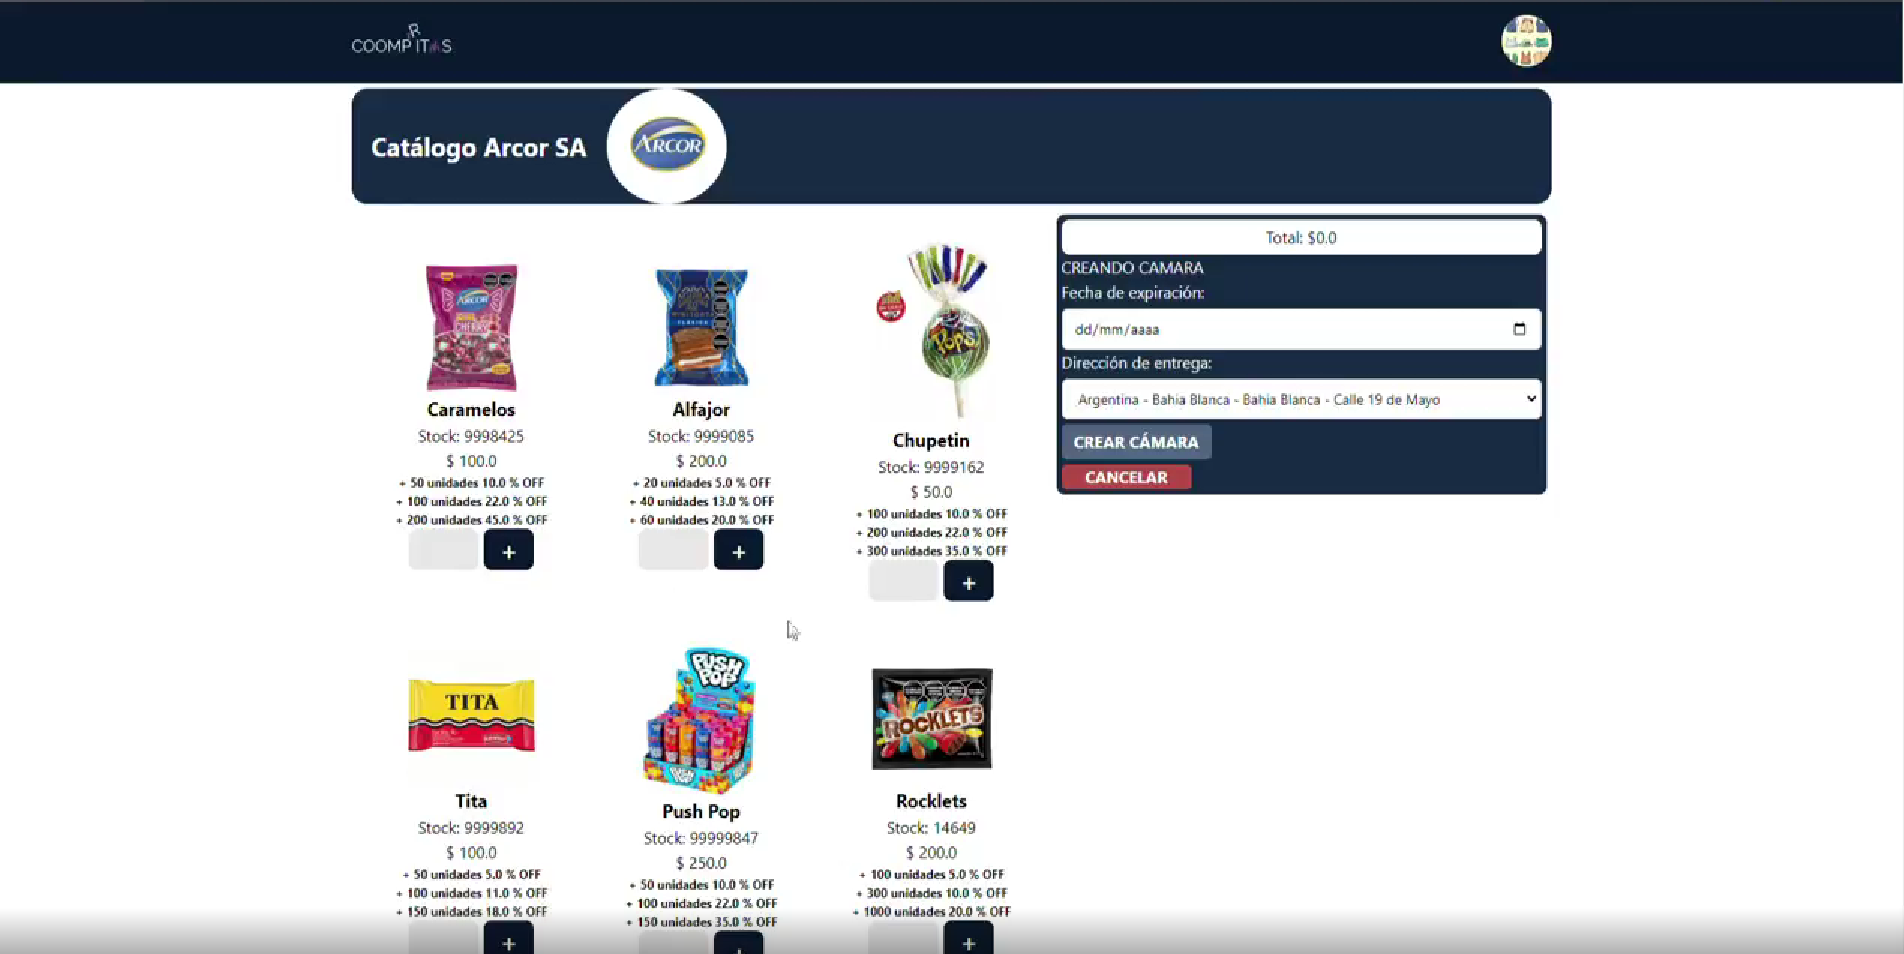 COOMPRITAS
Catálogo Arcor SA
ARCOR
Total: $0.0
CREANDO CAMARA
Fecha de expiración:
dd/mm/aaaa
Dirección de entrega:
Argentina - Bahia Blanca - Bahia Blanca - Calle 19 de Mayo
CREAR CÁMARA
CANCELAR
ARCOR
CHERRY
Caramelos
Stock: 9998425
$ 100.0
+ 50 unidades 10.0 % OFF
+ 100 unidades 22.0 % OFF
+ 200 unidades 45.0 % OFF
+
Alfajor
Stock: 9999085
$ 200.0
+ 20 unidades 5.0 % OFF
+ 40 unidades 13.0 % OFF
+ 60 unidades 20.0 % OFF
+
POPS
Chupetin
Stock: 9999162
$ 50.0
+ 100 unidades 10.0 % OFF
+ 200 unidades 22.0 % OFF
+ 300 unidades 35.0 % OFF
+
TITA
Tita
Stock: 9999892
$ 100.0
+ 50 unidades 5.0 % OFF
+ 100 unidades 11.0 % OFF
+ 150 unidades 18.0 % OFF
+
PUSH
POP
PUSH
POP
Push Pop
Stock: 99999847
$ 250.0
+ 50 unidades 10.0 % OFF
+ 100 unidades 22.0 % OFF
+ 150 unidades 35.0 % OFF
+
ROCKLETS
Rocklets
Stock: 14649
$ 200.0
+ 100 unidades 5.0 % OFF
+ 300 unidades 10.0 % OFF
+ 1000 unidades 20.0 % OFF
+